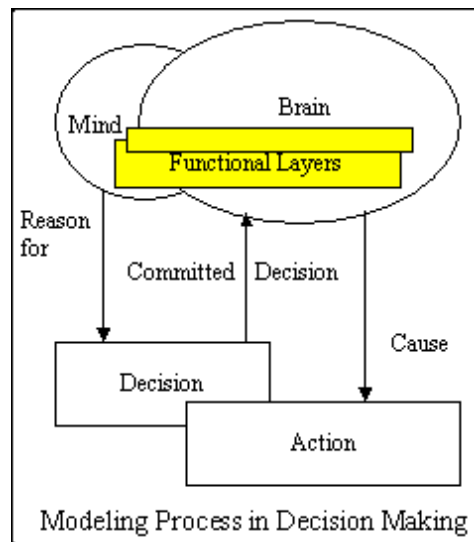 Brain
Mind
Functional Layers
Reason
for
Committed Decision
Cause
Decision
Action
Modeling Process in Decision Making